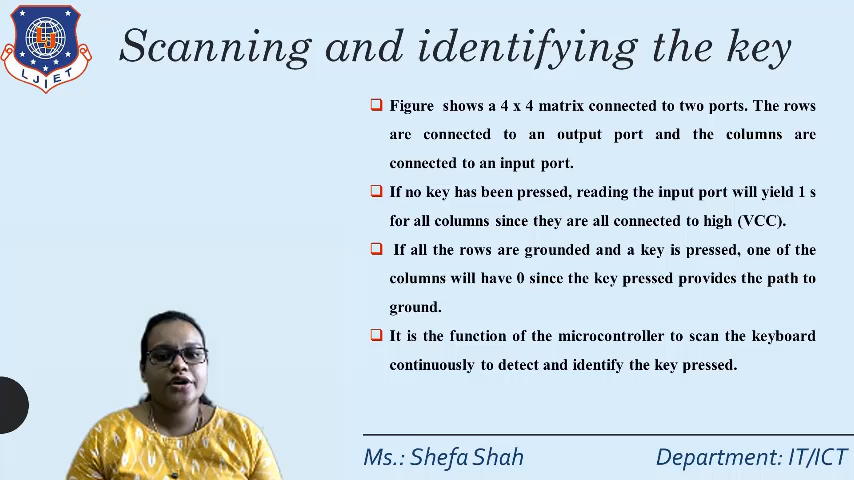 LJIET
Scanning and identifying the key
Figure shows a 4 x 4 matrix connected to two ports. The rows
are connected to an output port and the columns are
connected to an input port.
If no key has been pressed, reading the input port will yield 1 s
for all columns since they are all connected to high (VCC).
If all the rows are grounded and a key is pressed, one of the
columns will have 0 since the key pressed provides the path to
ground.
It is the function of the microcontroller to scan the keyboard
continuously to detect and identify the key pressed.
Ms.: Shefa Shah
Department: IT/ICT